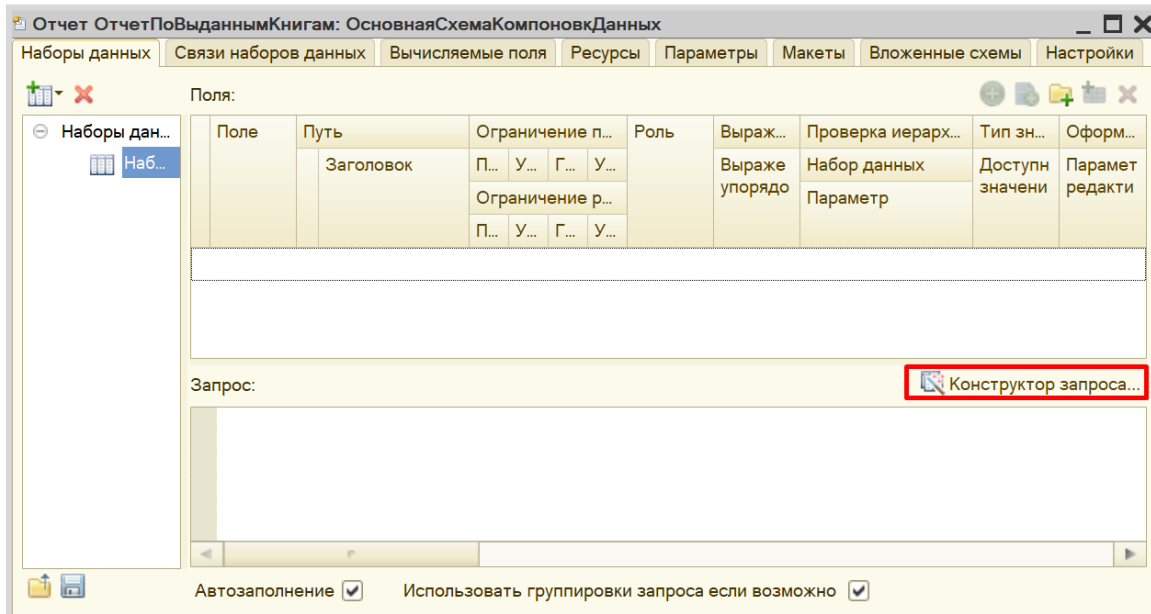 Отчет ОтчетПоВыданнымКнигам: ОсновнаяСхемаКомпоновкДанных
Наборы данных Связи наборов данных Вычисляемые поля Ресурсы Параметры Макеты Вложенные схемы Настройки
Поля:
Наборы дан...
Наб...
Поле Путь Ограничение п... Роль Выраж... Проверка иерарх... Тип зн... Оформ...
Заголовок П... У... Г... У... Выраже Набор данных Доступн Парамет
Ограничение р... упорядо Параметр значени редакти
П... У... Г... У...
Запрос: Конструктор запроса...
Автозаполнение Использовать группировки запроса если возможно